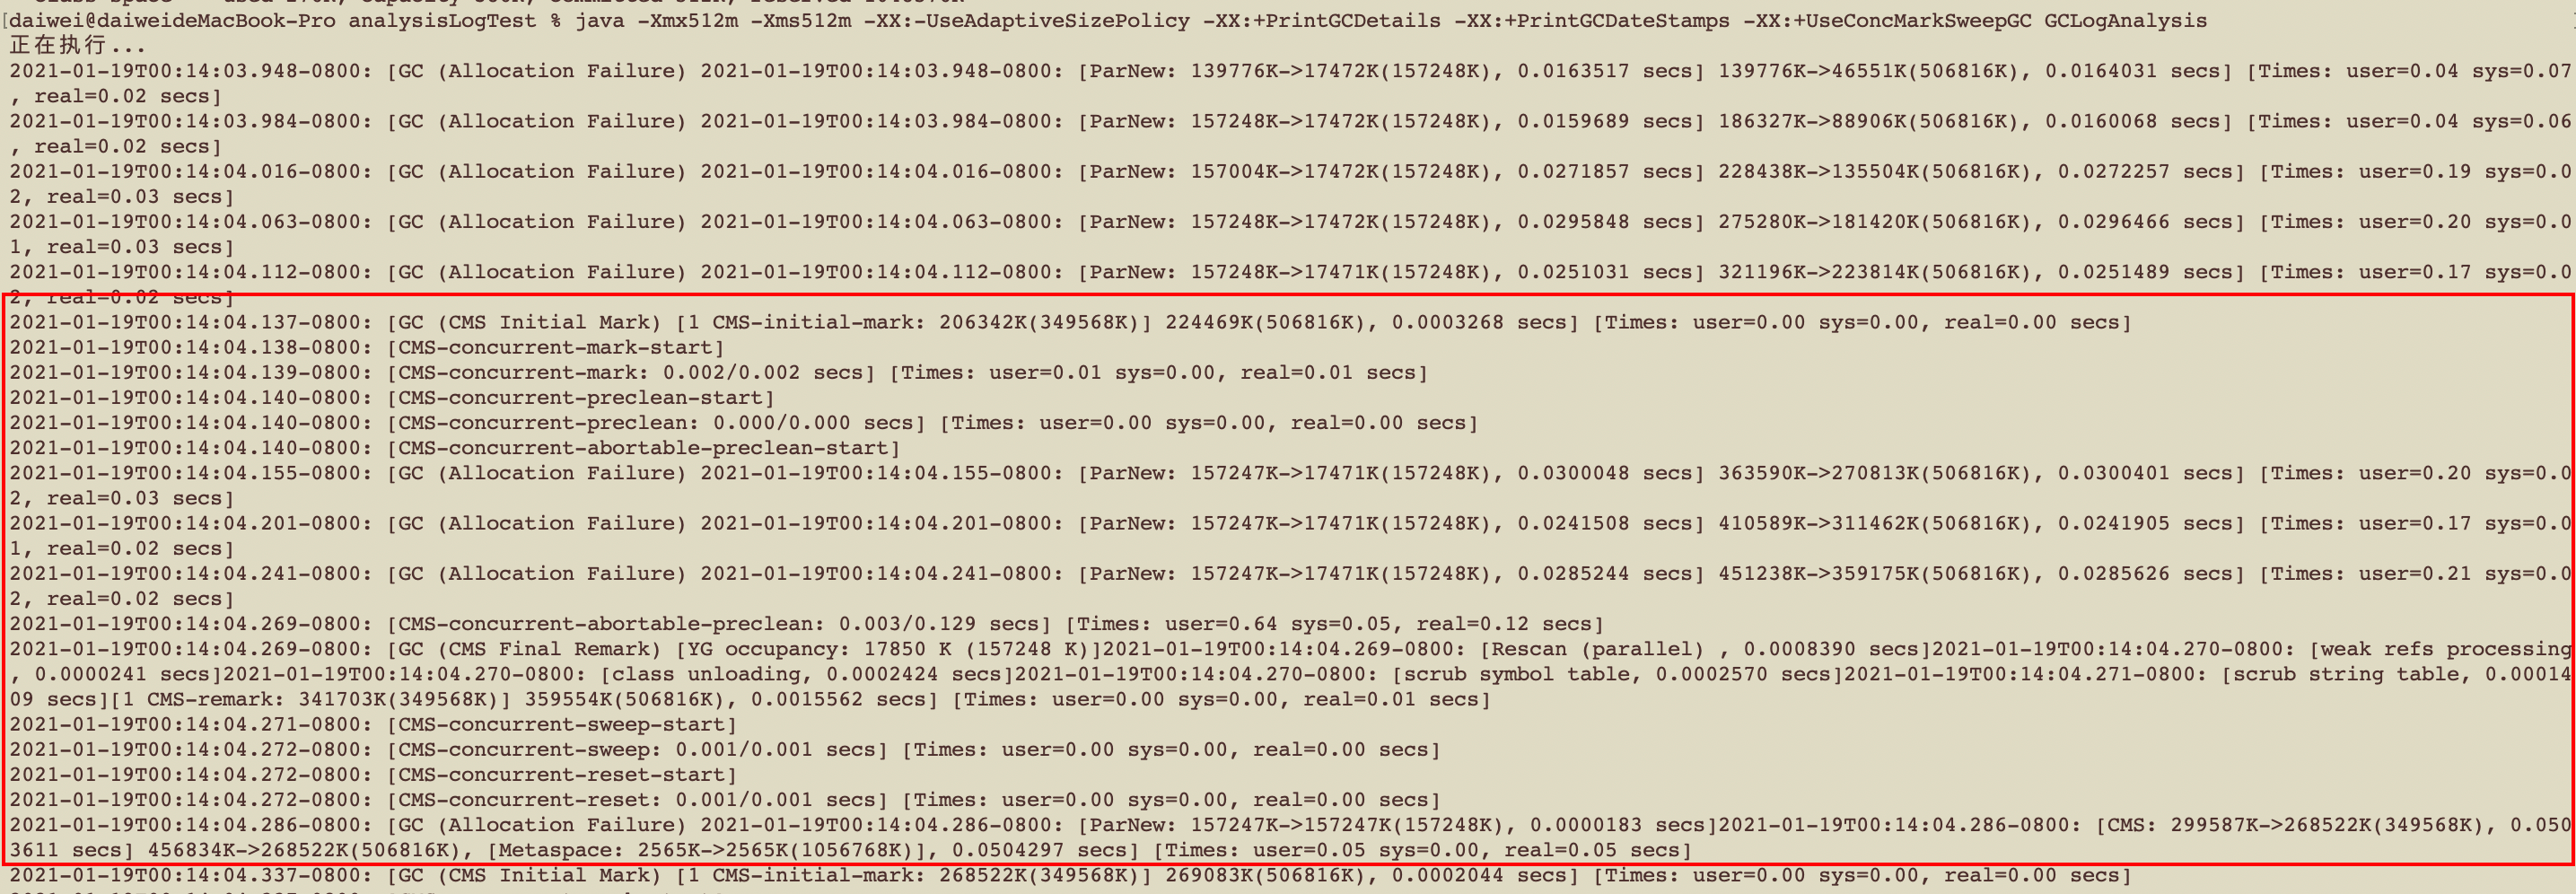 [daiwei@daiweideMacBook-Pro analysisLogTest % java -Xmx512m -Xms512m -XX:-UseAdaptiveSizePolicy -XX:+PrintGCDetails -XX:+PrintGCDateStamps -XX:+UseConcMarkSweepGC GCLogAnalysis
正在执行...
2021-01-19T00:14:03.948-0800: [GC (Allocation Failure) 2021-01-19T00:14:03.948-0800: [ParNew: 139776K->17472K(157248K), 0.0163517 secs] 139776K->46551K(506816K), 0.0164031 secs] [Times: user=0.04 sys=0.07
, real=0.02 secs]
2021-01-19T00:14:03.984-0800: [GC (Allocation Failure) 2021-01-19T00:14:03.984-0800: [ParNew: 157248K->17472K(157248K), 0.0159689 secs] 186327K->88906K(506816K), 0.0160068 secs] [Times: user=0.04 sys=0.06
, real=0.02 secs]
2021-01-19T00:14:04.016-0800: [GC (Allocation Failure) 2021-01-19T00:14:04.016-0800: [ParNew: 157004K->17472K(157248K), 0.0271857 secs] 228438K->135504K(506816K), 0.0272257 secs] [Times: user=0.19 sys=0.0
2, real=0.03 secs]
2021-01-19T00:14:04.063-0800: [GC (Allocation Failure) 2021-01-19T00:14:04.063-0800: [ParNew: 157248K->17472K(157248K), 0.0295848 secs] 275280K->181420K(506816K), 0.0296466 secs] [Times: user=0.20 sys=0.0
1, real=0.03 secs]
2021-01-19T00:14:04.112-0800: [GC (Allocation Failure) 2021-01-19T00:14:04.112-0800: [ParNew: 157248K->17471K(157248K), 0.0251031 secs] 321196K->223814K(506816K), 0.0251489 secs] [Times: user=0.17 sys=0.0
2, real=0.02 secs]
2021-01-19T00:14:04.137-0800: [GC (CMS Initial Mark) [1 CMS-initial-mark: 206342K(349568K)] 224469K(506816K), 0.0003268 secs] [Times: user=0.00 sys=0.00, real=0.00 secs]
2021-01-19T00:14:04.138-0800: [CMS-concurrent-mark-start]
2021-01-19T00:14:04.139-0800: [CMS-concurrent-mark: 0.002/0.002 secs] [Times: user=0.01 sys=0.00, real=0.01 secs]
2021-01-19T00:14:04.140-0800: [CMS-concurrent-preclean-start]
2021-01-19T00:14:04.140-0800: [CMS-concurrent-preclean: 0.000/0.000 secs] [Times: user=0.00 sys=0.00, real=0.00 secs]
2021-01-19T00:14:04.140-0800: [CMS-concurrent-abortable-preclean-start]
2021-01-19T00:14:04.155-0800: [GC (Allocation Failure) 2021-01-19T00:14:04.155-0800: [ParNew: 157247K->17471K(157248K), 0.0300048 secs] 363590K->270813K(506816K), 0.0300401 secs] [Times: user=0.20 sys=0.0
2, real=0.03 secs]
2021-01-19T00:14:04.201-0800: [GC (Allocation Failure) 2021-01-19T00:14:04.201-0800: [ParNew: 157247K->17471K(157248K), 0.0241508 secs] 410589K->311462K(506816K), 0.0241905 secs] [Times: user=0.17 sys=0.0
1, real=0.02 secs]
2021-01-19T00:14:04.241-0800: [GC (Allocation Failure) 2021-01-19T00:14:04.241-0800: [ParNew: 157247K->17471K(157248K), 0.0285244 secs] 451238K->359175K(506816K), 0.0285626 secs] [Times: user=0.21 sys=0.0
2, real=0.02 secs]
2021-01-19T00:14:04.269-0800: [CMS-concurrent-abortable-preclean: 0.003/0.129 secs] [Times: user=0.64 sys=0.05, real=0.12 secs]
2021-01-19T00:14:04.269-0800: [GC (CMS Final Remark) [YG occupancy: 17850 K (157248 K)]2021-01-19T00:14:04.269-0800: [Rescan (parallel) , 0.0008390 secs]2021-01-19T00:14:04.270-0800: [weak refs processing
, 0.0000241 secs]2021-01-19T00:14:04.270-0800: [class unloading, 0.0002424 secs]2021-01-19T00:14:04.270-0800: [scrub symbol table, 0.0002570 secs]2021-01-19T00:14:04.271-0800: [scrub string table, 0.00014
09 secs][1 CMS-remark: 341703K(349568K)] 359554K(506816K), 0.0015562 secs] [Times: user=0.00 sys=0.00, real=0.01 secs]
2021-01-19T00:14:04.271-0800: [CMS-concurrent-sweep-start]
2021-01-19T00:14:04.272-0800: [CMS-concurrent-sweep: 0.001/0.001 secs] [Times: user=0.00 sys=0.00, real=0.00 secs]
2021-01-19T00:14:04.272-0800: [CMS-concurrent-reset-start]
2021-01-19T00:14:04.272-0800: [CMS-concurrent-reset: 0.001/0.001 secs] [Times: user=0.00 sys=0.00, real=0.00 secs]
2021-01-19T00:14:04.286-0800: [GC (Allocation Failure) 2021-01-19T00:14:04.286-0800: [ParNew: 157247K->157247K(157248K), 0.0000183 secs]2021-01-19T00:14:04.286-0800: [CMS: 299587K->268522K(349568K), 0.050
3611 secs] 456834K->268522K(506816K), [Metaspace: 2565K->2565K(1056768K)], 0.0504297 secs] [Times: user=0.05 sys=0.00, real=0.05 secs]
2021-01-19T00:14:04.337-0800: [GC (CMS Initial Mark) [1 CMS-initial-mark: 268522K(349568K)] 269083K(506816K), 0.0002044 secs] [Times: user=0.00 sys=0.00, real=0.00 secs]